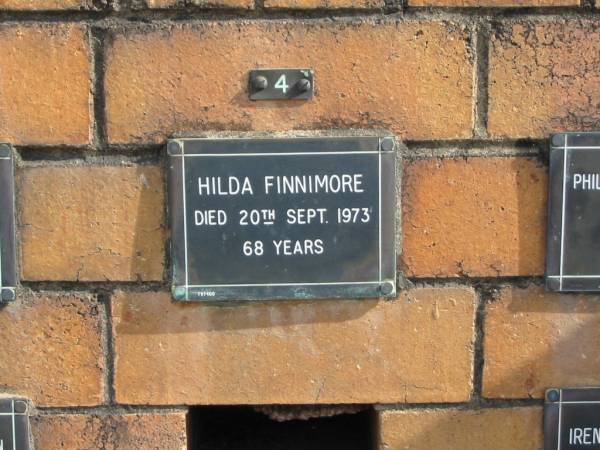 4
HILDA FINNIMORE
DIED 20TH SEPT. 1973
68 YEARS
PHIL
IREN
N